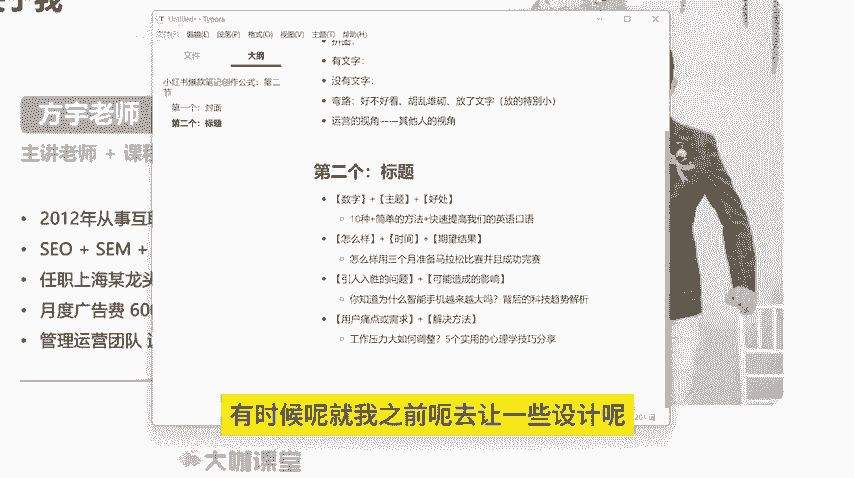 Untitled• - Typora
文件(F) 编辑(E) 段落(P) 格式(O) 视图(V) 主题(T) 帮助(H)
文件 大纲
小红书爆款笔记创作公式：第二
节
第一个：封面
第二个：标题
拼图：
有文字：
没有文字：
弯路：好不好看、胡乱堆砌、放了文字（放的特别小）
运营的视角----其他人的视角
第二个：标题
【数字】+【主题】+【好处】
10种+简单的方法+快速提高我们的英语口语
【怎么样】+【时间】+【期望结果】
怎么样用三个月准备马拉松比赛并且成功完赛
【引人入胜的问题】+【可能造成的影响】
你知道为什么智能手机越来越大吗？背后的科技趋势解析
【用户痛点或需求】+【解决方法】
工作压力大如何调整？5个实用的心理学技巧分享
方宇老师
主讲老师 + 课程
2012年从事互联
SEO + SEM +
任职上海某龙头
月度广告费 600
管理运营团队
有时候呢就我之前呃去让一些设计呢
大咖课堂